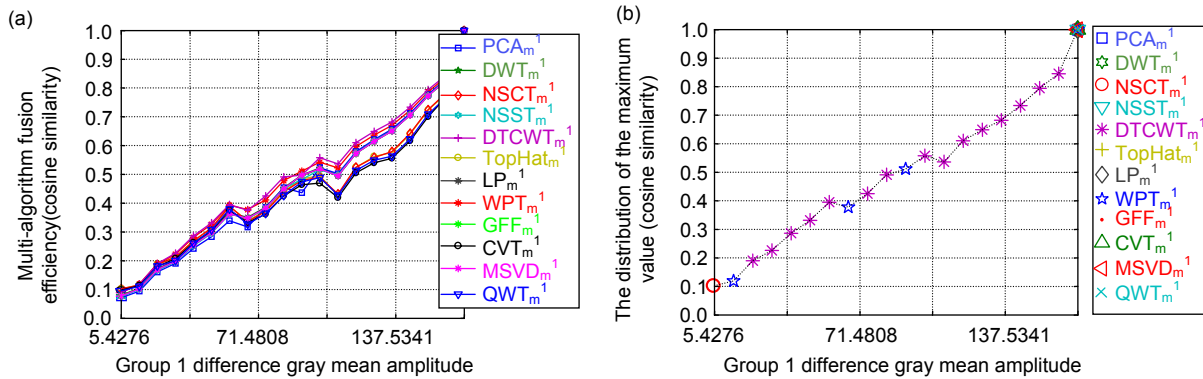 (a)
Multi-algorithm fusion
efficiency(cosine similarity)
1.0
0.9
0.8
0.7
0.6
0.5
0.4
0.3
0.2
0.1
0.0
5.4276
71.4808
137.5341
Group 1 difference gray mean amplitude
PCAₘ¹
DWTₘ¹
NSCTₘ¹
NSSTₘ¹
DTCWTₘ¹
TopHatₘ¹
LPₘ¹
WPTₘ¹
GFFₘ¹
CVTₘ¹
MSVDₘ¹
QWTₘ¹
(b)
The distribution of the maximum
value (cosine similarity)
1.0
0.9
0.8
0.7
0.6
0.5
0.4
0.3
0.2
0.1
0.0
5.4276
71.4808
137.5341
Group 1 difference gray mean amplitude
PCAₘ¹
DWTₘ¹
NSCTₘ¹
NSSTₘ¹
DTCWTₘ¹
TopHatₘ¹
LPₘ¹
WPTₘ¹
GFFₘ¹
CVTₘ¹
MSVDₘ¹
QWTₘ¹